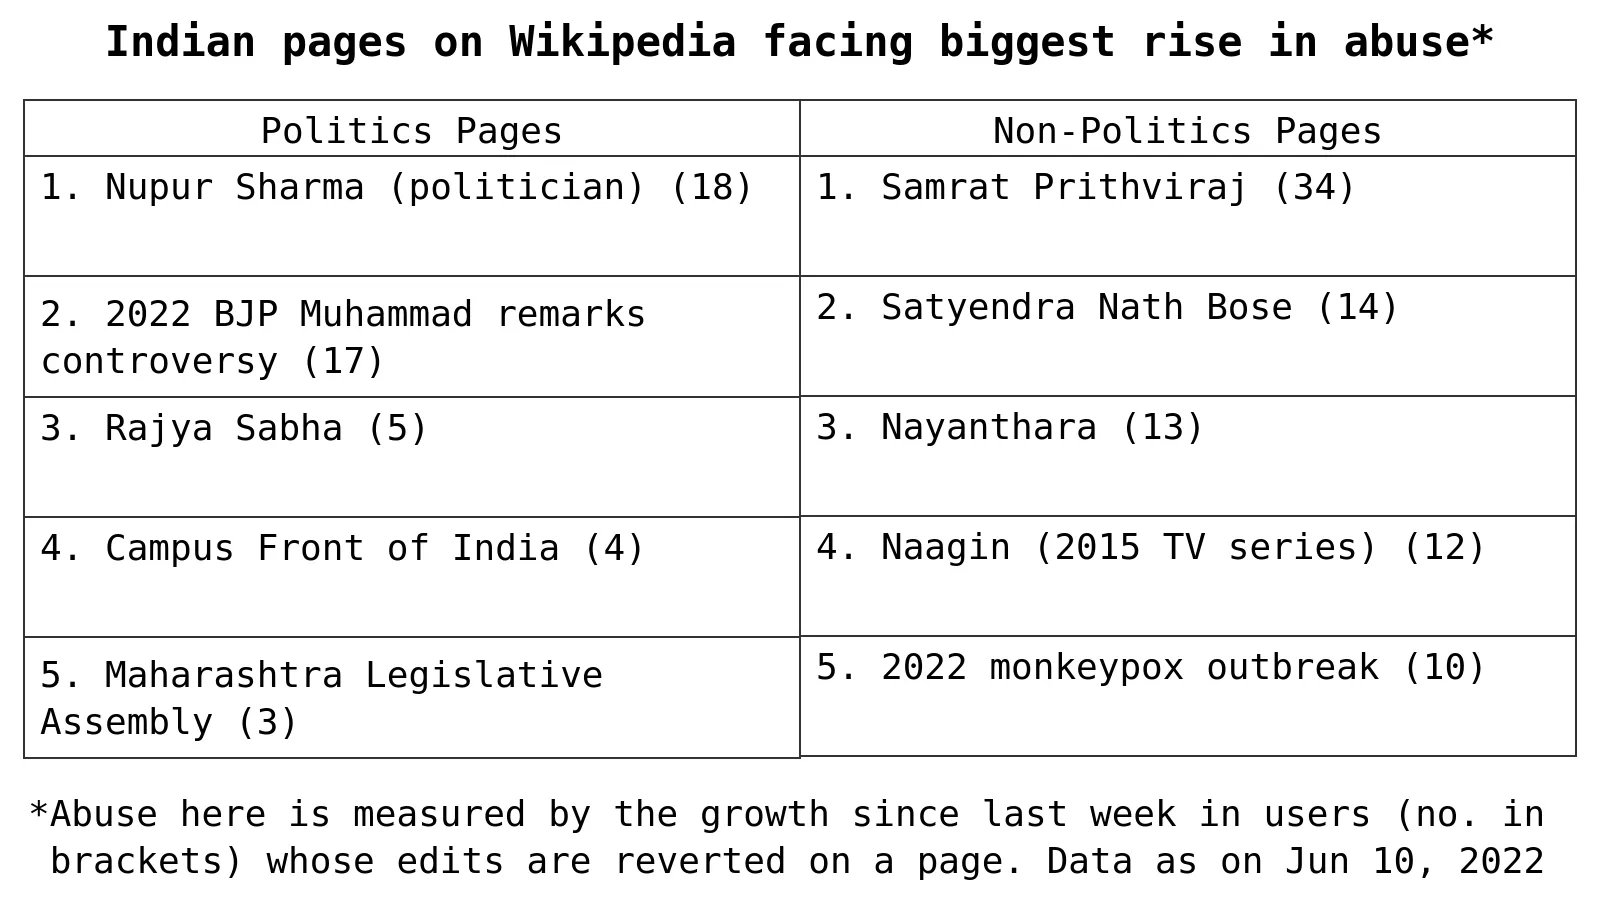 Indian pages on Wikipedia facing biggest rise in abuse*
Politics Pages
1. Nupur Sharma (politician) (18)
2. 2022 BJP Muhammad remarks
controversy (17)
3. Rajya Sabha (5)
4. Campus Front of India (4)
5. Maharashtra Legislative
Assembly (3)
Non-Politics Pages
1. Samrat Prithviraj (34)
2. Satyendra Nath Bose (14)
3. Nayanthara (13)
4. Naagin (2015 TV series) (12)
5. 2022 monkeypox outbreak (10)
*Abuse here is measured by the growth since last week in users (no. in
brackets) whose edits are reverted on a page. Data as on Jun 10, 2022